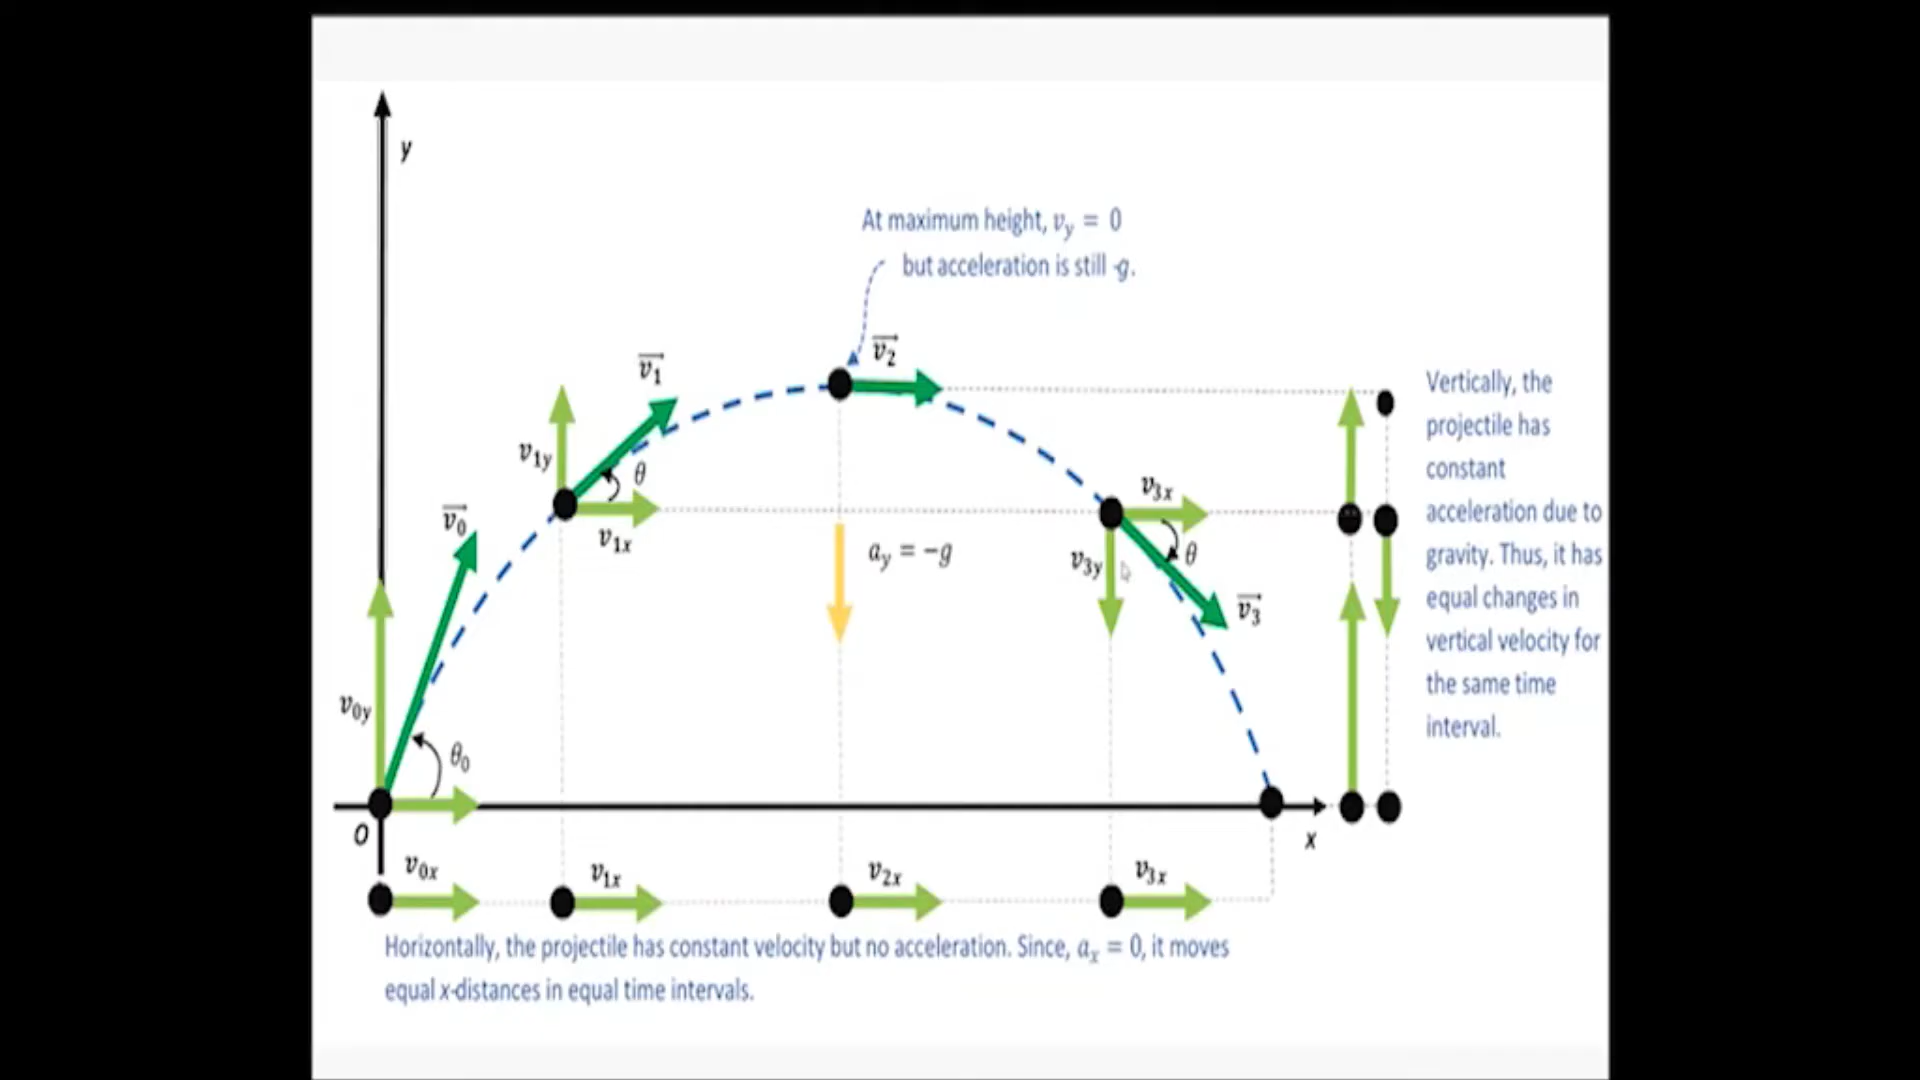 y
At maximum height, v_y = 0
but acceleration is still -g.
v₂
v₁
v₁y
θ
v₁ₓ
v₀
a_y = −g
v₃ₓ
θ
v₃y
v₃
v₀y
θ₀
O
x
v₀ₓ
v₁ₓ
v₂ₓ
v₃ₓ
Horizontally, the projectile has constant velocity but no acceleration. Since, aₓ = 0, it moves
equal x-distances in equal time intervals.
Vertically, the
projectile has
constant
acceleration due to
gravity. Thus, it has
equal changes in
vertical velocity for
the same time
interval.